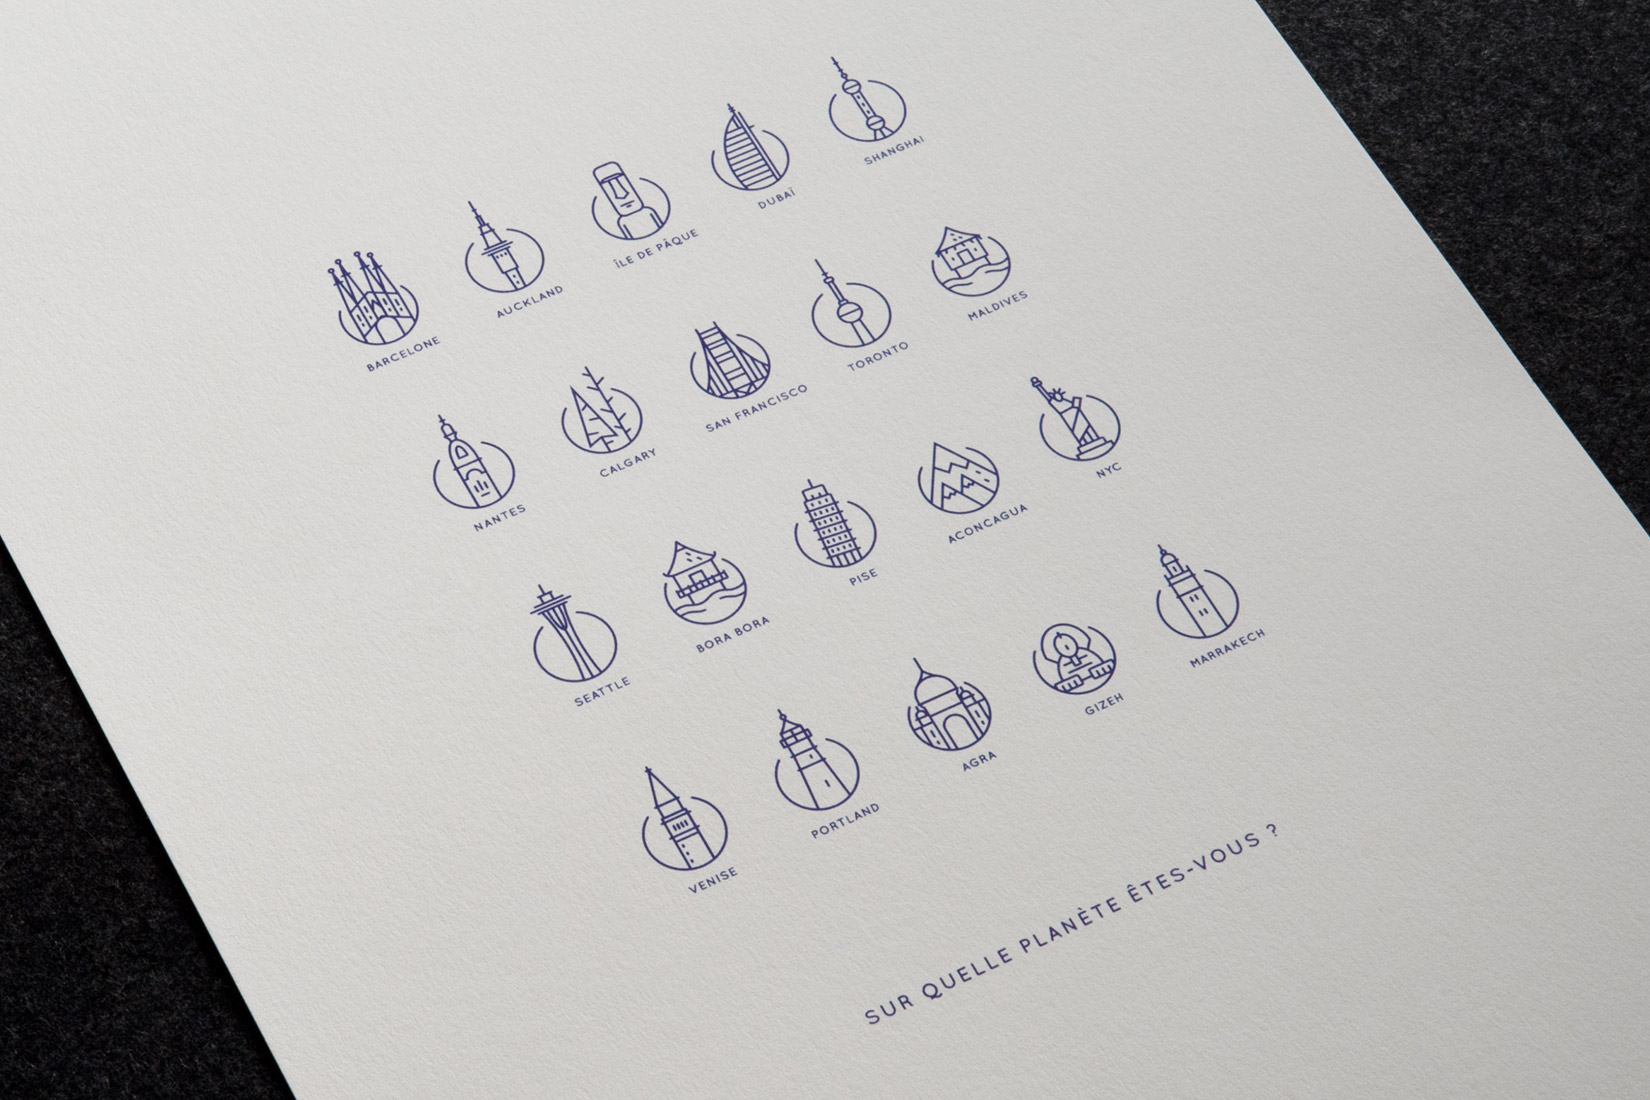 BARCELONE
AUCKLAND
ÎLE DE PÂQUE
DUBAÏ
SHANGHAI
NANTES
CALGARY
SAN FRANCISCO
TORONTO
MALDIVES
SEATTLE
BORA BORA
PISE
ACONCAGUA
NYC
VENISE
PORTLAND
AGRA
GIZEH
MARRAKECH
SUR QUELLE PLANÈTE ÊTES-VOUS ?